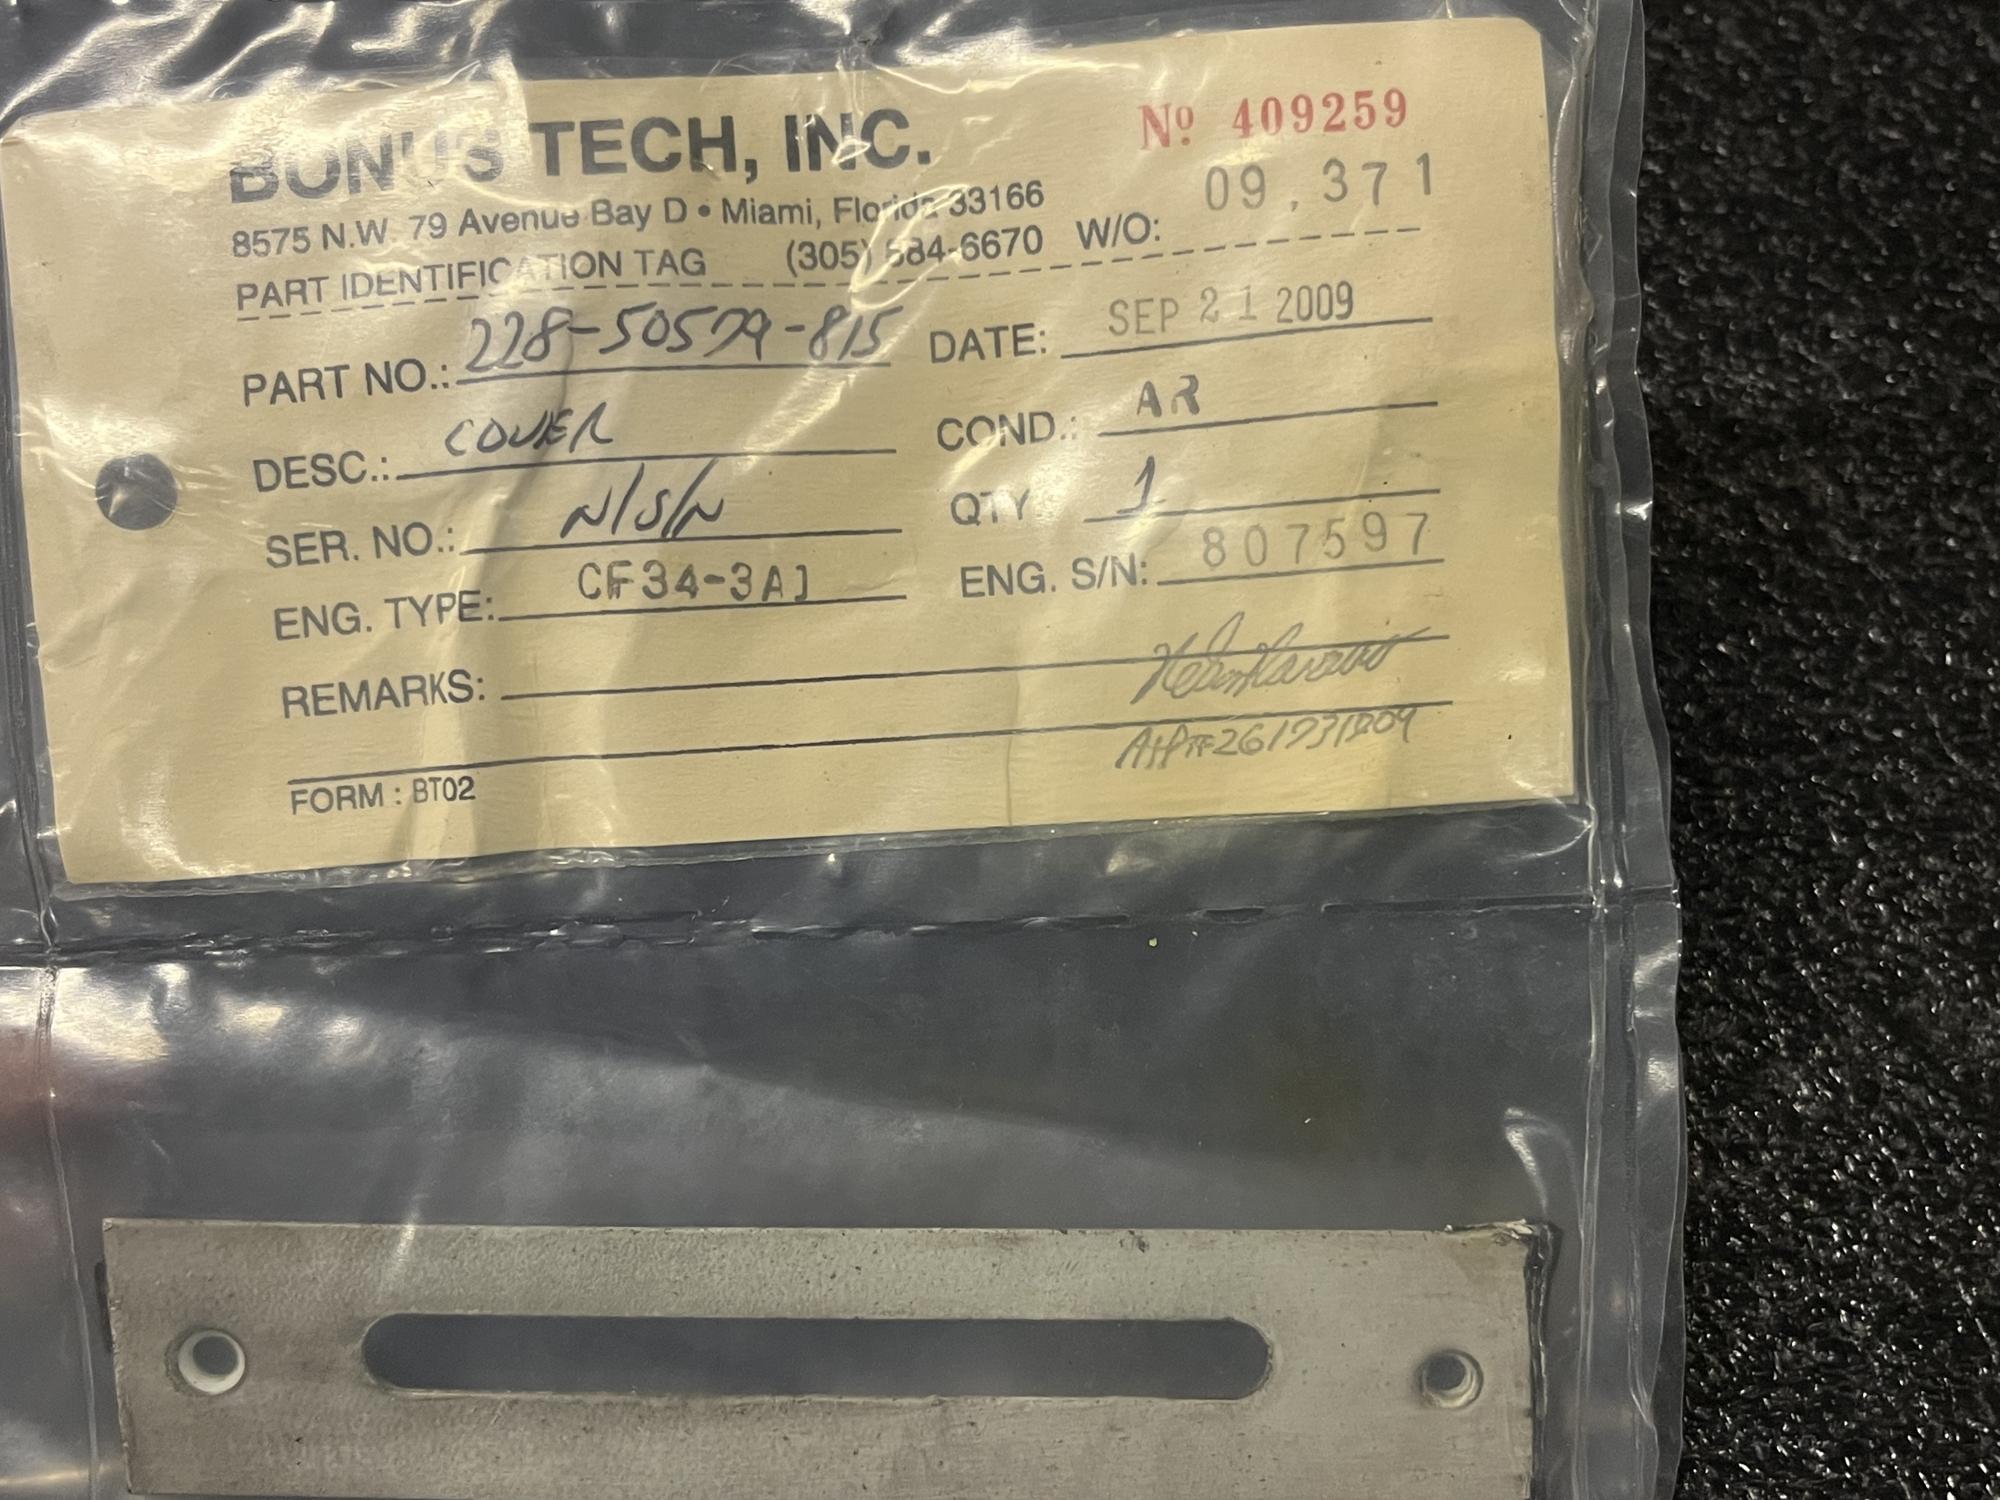 BONUS TECH, INC.
Nº 409259
8575 N.W. 79 Avenue Bay D • Miami, Florida 33166
09,371
PART IDENTIFICATION TAG (305) 884-6670 W/O:
PART NO.: 228-50579-815 DATE: SEP 21 2009
DESC.: COVER COND.: AR
SER. NO.: N/S/N QTY 1
ENG. TYPE: CF34-3A1 ENG. S/N: 807597
REMARKS:
FORM : BT02